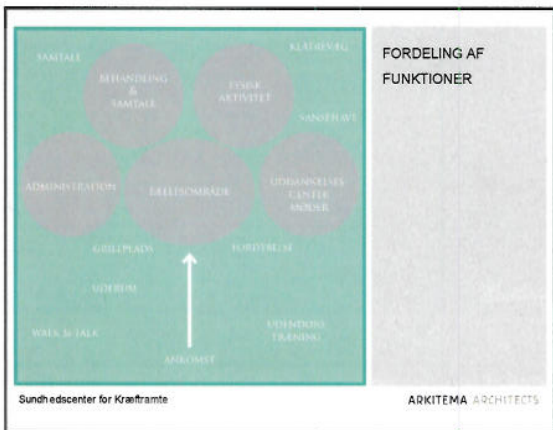 FORDELING AF
FUNKTIONER
SAMTALE
KLATREVÆG
BEHANDLING
&
SAMTALE
FYSISK
AKTIVITET
SANSEHAVE
ADMINISTRATION
FÆLLESOMRÅDE
UDDANNELSES-
CENTER
MØDER
GRILLPLADS
FORDYBELSE
UDERUM
WALK & TALK
UDENDØRS
TRÆNING
ANKOMST
Sundhedscenter for Kræftramte
ARKITEMA ARCHITECTS